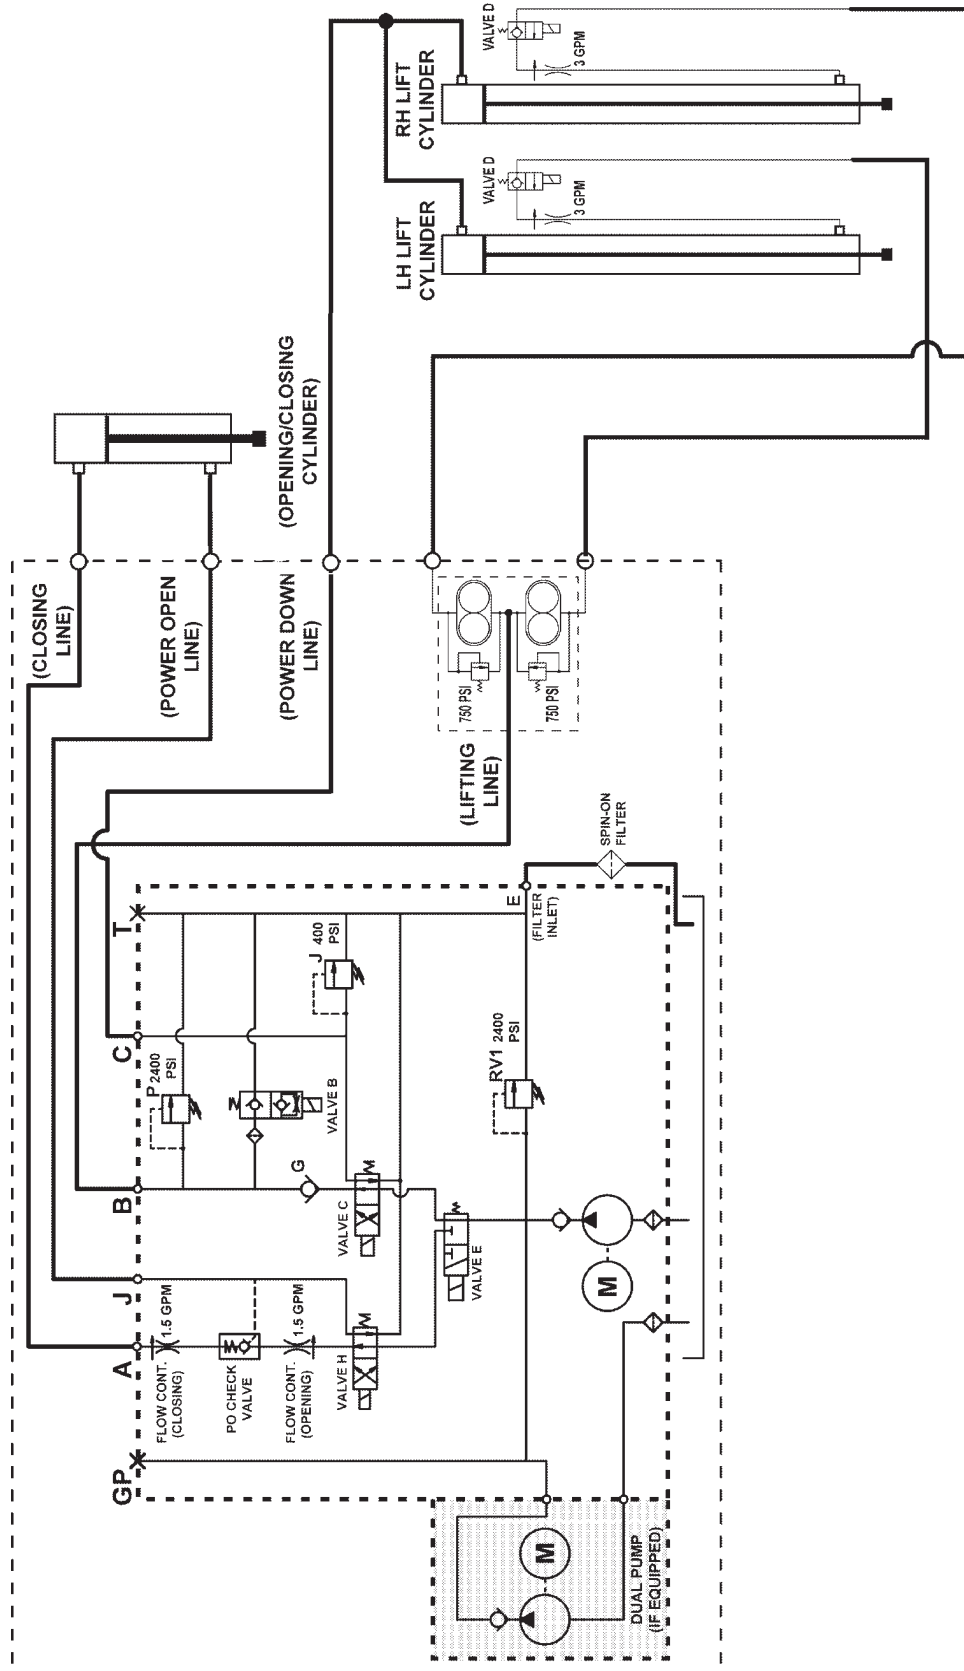 VALVE D
3 GPM
RH LIFT
CYLINDER
VALVE D
3 GPM
LH LIFT
CYLINDER
(OPENING/CLOSING
CYLINDER)
(CLOSING
LINE)
(POWER OPEN
LINE)
(POWER DOWN
LINE)
750 PSI
750 PSI
(LIFTING
LINE)
SPIN-ON
FILTER
T
E
(FILTER
INLET)
J 400
PSI
C
P 2400
PSI
VALVE B
RV1 2400
PSI
B
G
VALVE C
VALVE E
J
A
1.5 GPM
FLOW CONT.
(CLOSING)
PO CHECK
VALVE
1.5 GPM
FLOW CONT.
(OPENING)
VALVE H
M
GP
M
DUAL PUMP
(IF EQUIPPED)